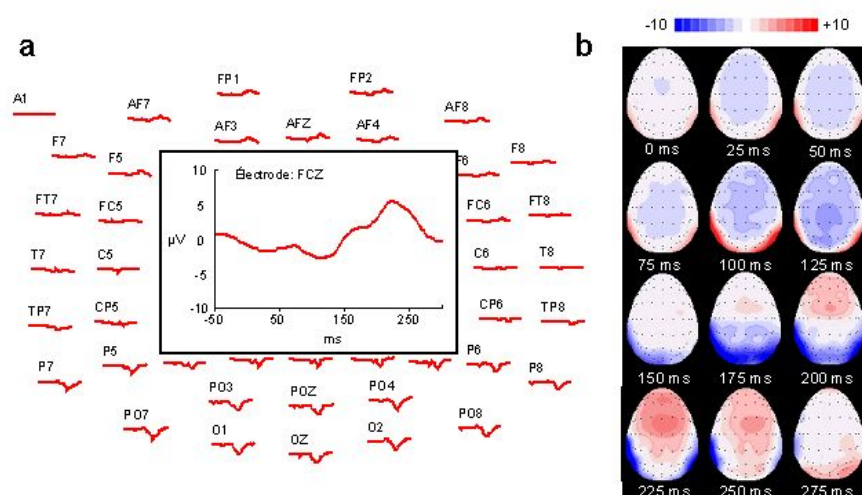 a
b
-10 +10
FP1 FP2
A1 AF7 AF8
AF3 AFZ AF4
F7 F5 F6 F8
FT7 FC5 FC6 FT8
T7 C5 C6 T8
TP7 CP5 CP6 TP8
P7 P5 P6 P8
PO3 POZ PO4
PO7 PO8
O1 OZ O2
Électrode: FCZ
10
5
µV 0
-5
-10
-50 50 150 250
ms
0 ms 25 ms 50 ms
75 ms 100 ms 125 ms
150 ms 175 ms 200 ms
225 ms 250 ms 275 ms